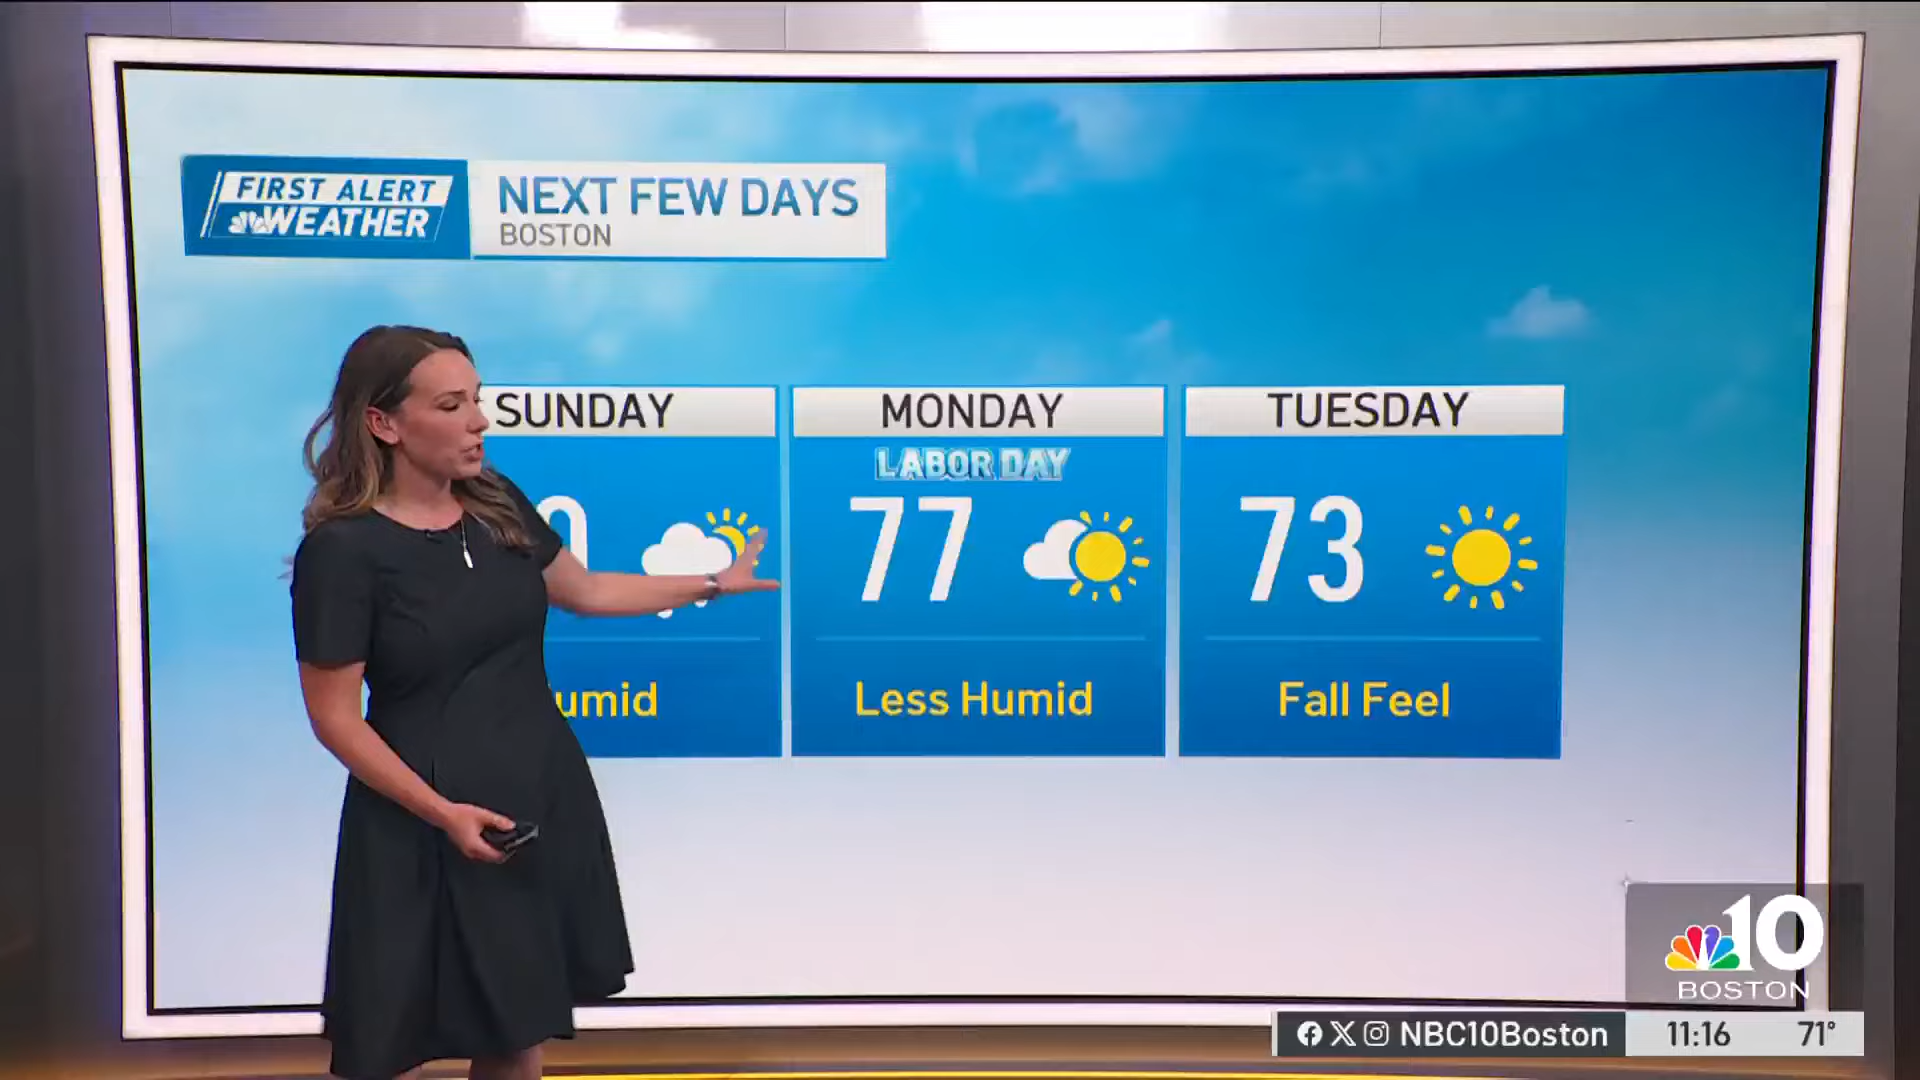 FIRST ALERT
WEATHER
NEXT FEW DAYS
BOSTON
SUNDAY
MONDAY
TUESDAY
LABOR DAY
77
73
Less Humid
Fall Feel
10
BOSTON
NBC10Boston
11:16
71°